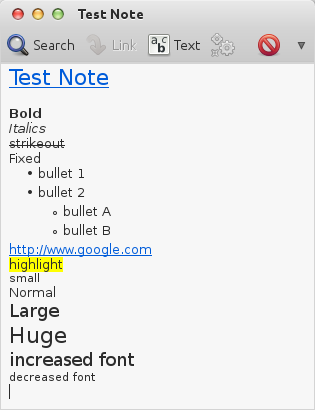 Test Note
Search Link abc Text
Test Note
Bold
Italics
strikeout
Fixed
• bullet 1
• bullet 2
◦ bullet A
◦ bullet B
http://www.google.com
highlight
small
Normal
Large
Huge
increased font
decreased font